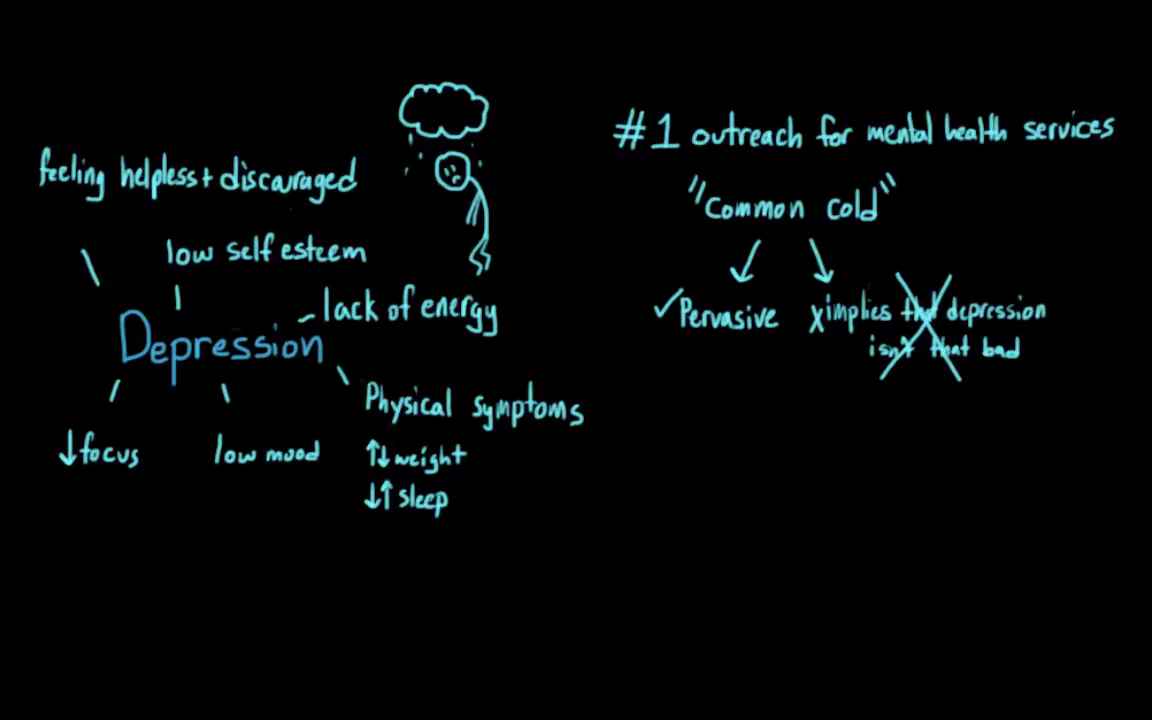 feeling helpless + discouraged
low self esteem
lack of energy
Depression
Physical symptoms
↓focus
low mood
↑↓weight
↓↑sleep
#1 outreach for mental health services
"Common cold"
✓Pervasive
x implies that depression
isn't that bad